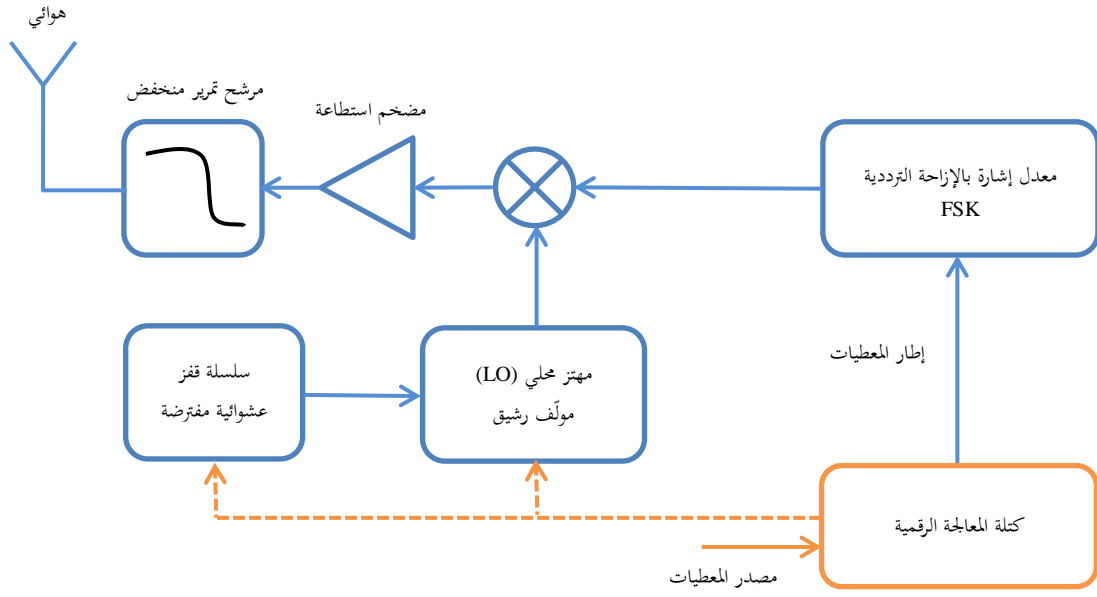 هوائي
مرشح تمرير منخفض
مضخم استطاعة
معدل إشارة بالإزاحة الترددية
FSK
إطار المعطيات
سلسلة قفز
عشوائية مفترضة
مهتز محلي (LO)
مولّف رشيق
كتلة المعالجة الرقمية
مصدر المعطيات